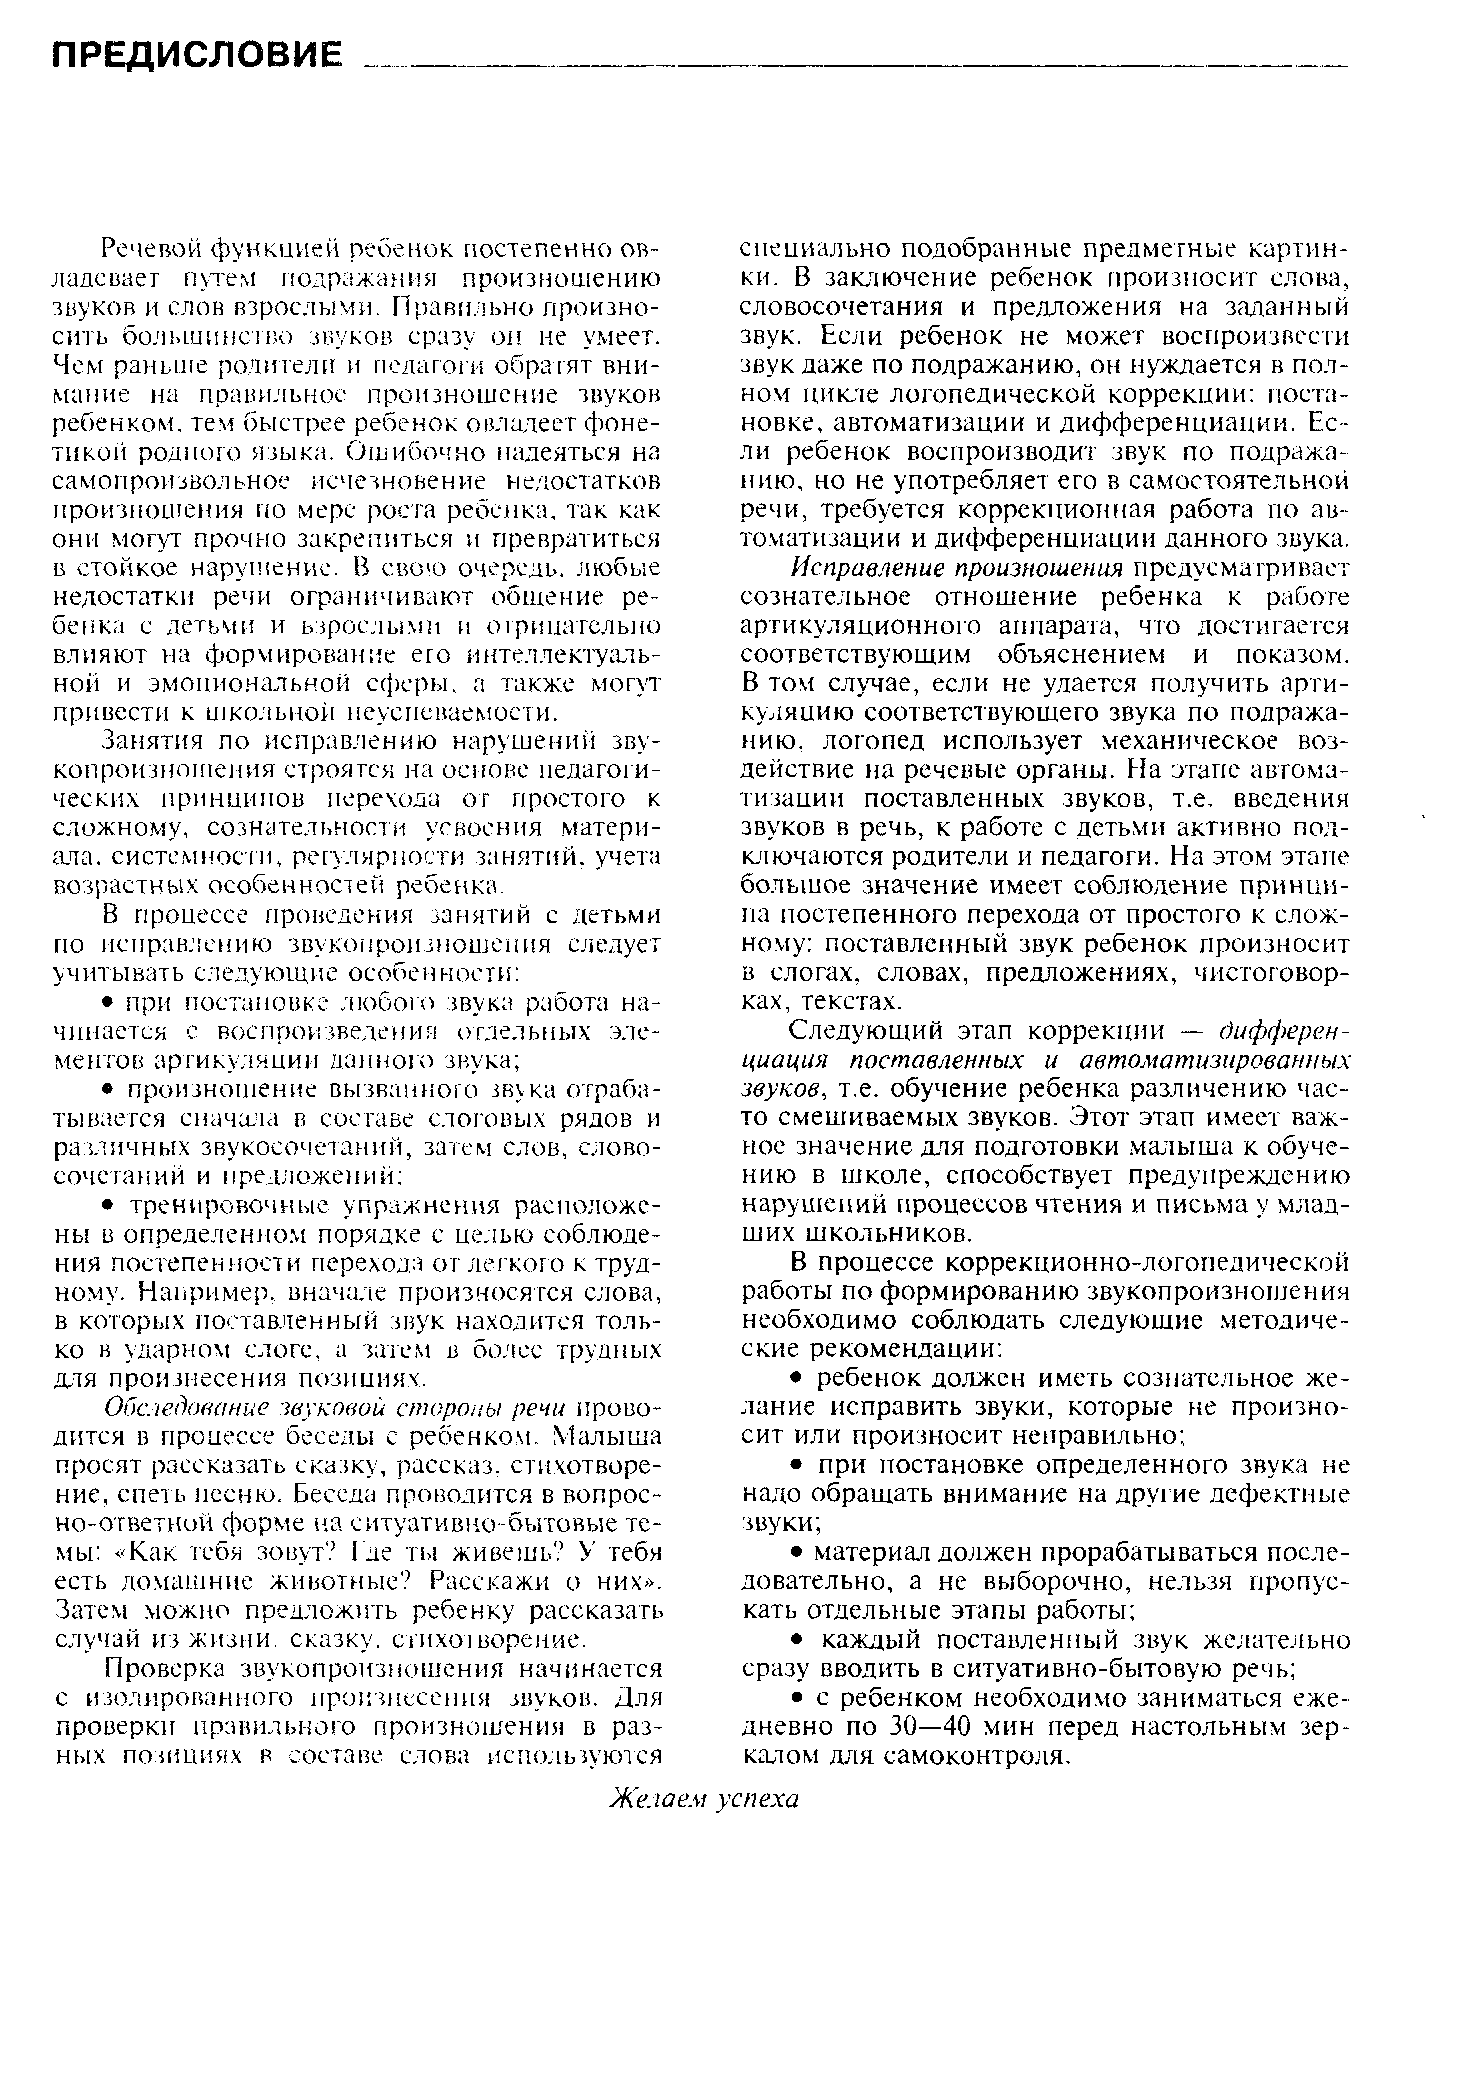 ПРЕДИСЛОВИЕ
Речевой функцией ребенок постепенно ов-
ладевает путем подражания произношению
звуков и слов взрослыми. Правильно произно-
сить большинство звуков сразу он не умеет.
Чем раньше родители и педагоги обратят вни-
мание на правильное произношение звуков
ребенком, тем быстрее ребенок овладеет фоне-
тикой родного языка. Ошибочно надеяться на
самопроизвольное исчезновение недостатков
произношения по мере роста ребенка, так как
они могут прочно закрепиться и превратиться
в стойкое нарушение. В свою очередь, любые
недостатки речи ограничивают общение ре-
бенка с детьми и взрослыми и отрицательно
влияют на формирование его интеллектуаль-
ной и эмоциональной сферы, а также могут
привести к школьной неуспеваемости.
Занятия по исправлению нарушений зву-
копроизношения строятся на основе педагоги-
ческих принципов перехода от простого к
сложному, сознательности усвоения матери-
ала, системности, регулярности занятий, учета
возрастных особенностей ребенка.
В процессе проведения занятий с детьми
по исправлению звукопроизношения следует
учитывать следующие особенности:
• при постановке любого звука работа на-
чинается с воспроизведения отдельных эле-
ментов артикуляции данного звука;
• произношение вызванного звука отраба-
тывается сначала в составе слоговых рядов и
различных звукосочетаний, затем слов, слово-
сочетаний и предложений;
• тренировочные упражнения расположе-
ны в определенном порядке с целью соблюде-
ния постепенности перехода от легкого к труд-
ному. Например, вначале произносятся слова,
в которых поставленный звук находится толь-
ко в ударном слоге, а затем в более трудных
для произнесения позициях.
Обследование звуковой стороны речи прово-
дится в процессе беседы с ребенком. Малыша
просят рассказать сказку, рассказ, стихотворе-
ние, спеть песню. Беседа проводится в вопрос-
но-ответной форме на ситуативно-бытовые те-
мы: «Как тебя зовут? Где ты живешь? У тебя
есть домашние животные? Расскажи о них».
Затем можно предложить ребенку рассказать
случай из жизни, сказку, стихотворение.
Проверка звукопроизношения начинается
с изолированного произнесения звуков. Для
проверки правильного произношения в раз-
ных позициях в составе слова используются
специально подобранные предметные картин-
ки. В заключение ребенок произносит слова,
словосочетания и предложения на заданный
звук. Если ребенок не может воспроизвести
звук даже по подражанию, он нуждается в пол-
ном цикле логопедической коррекции: поста-
новке, автоматизации и дифференциации. Ес-
ли ребенок воспроизводит звук по подража-
нию, но не употребляет его в самостоятельной
речи, требуется коррекционная работа по ав-
томатизации и дифференциации данного звука.
Исправление произношения предусматривает
сознательное отношение ребенка к работе
артикуляционного аппарата, что достигается
соответствующим объяснением и показом.
В том случае, если не удается получить арти-
куляцию соответствующего звука по подража-
нию, логопед использует механическое воз-
действие на речевые органы. На этапе автома-
тизации поставленных звуков, т.е. введения
звуков в речь, к работе с детьми активно под-
ключаются родители и педагоги. На этом этапе
большое значение имеет соблюдение принци-
па постепенного перехода от простого к слож-
ному: поставленный звук ребенок произносит
в слогах, словах, предложениях, чистоговор-
ках, текстах.
Следующий этап коррекции — дифферен-
циация поставленных и автоматизированных
звуков, т.е. обучение ребенка различению час-
то смешиваемых звуков. Этот этап имеет важ-
ное значение для подготовки малыша к обуче-
нию в школе, способствует предупреждению
нарушений процессов чтения и письма у млад-
ших школьников.
В процессе коррекционно-логопедической
работы по формированию звукопроизношения
необходимо соблюдать следующие методиче-
ские рекомендации:
• ребенок должен иметь сознательное же-
лание исправить звуки, которые не произно-
сит или произносит неправильно;
• при постановке определенного звука не
надо обращать внимание на другие дефектные
звуки;
• материал должен прорабатываться после-
довательно, а не выборочно, нельзя пропус-
кать отдельные этапы работы;
• каждый поставленный звук желательно
сразу вводить в ситуативно-бытовую речь;
• с ребенком необходимо заниматься еже-
дневно по 30—40 мин перед настольным зер-
калом для самоконтроля.
Желаем успеха